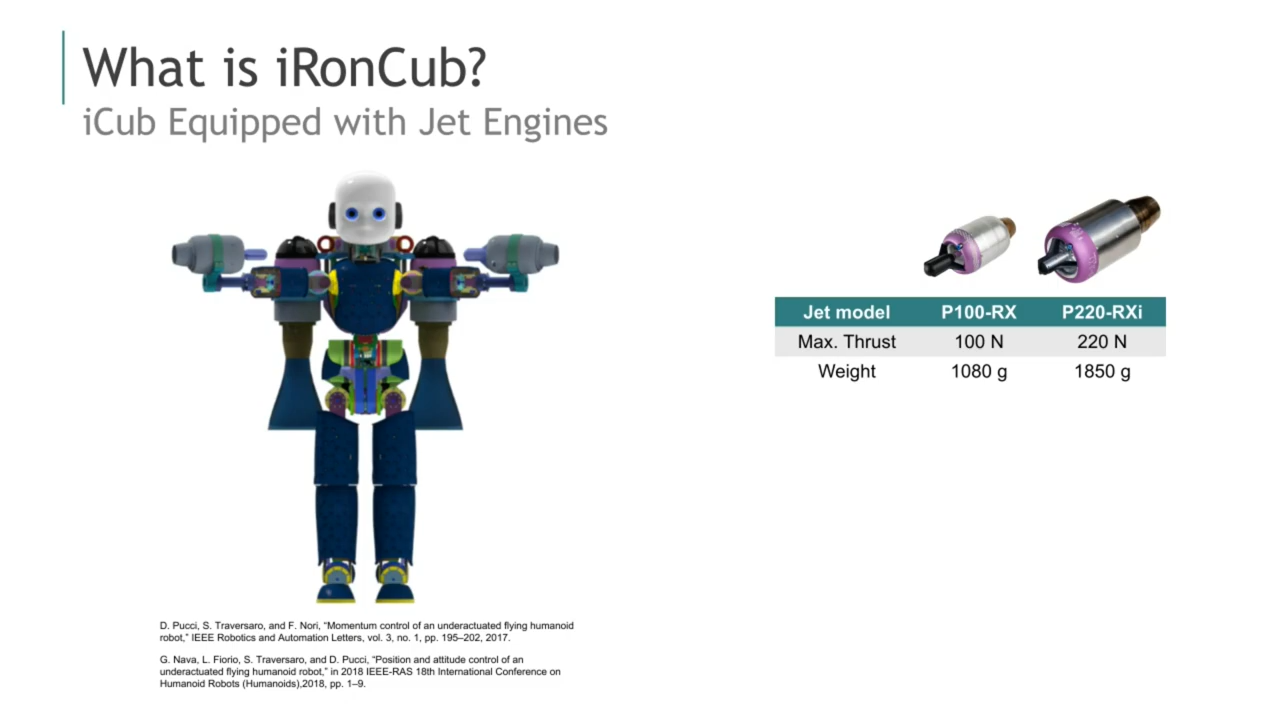 What is iRonCub?
iCub Equipped with Jet Engines
Jet model P100-RX P220-RXi
Max. Thrust 100 N 220 N
Weight 1080 g 1850 g
D. Pucci, S. Traversaro, and F. Nori, “Momentum control of an underactuated flying humanoid
robot,” IEEE Robotics and Automation Letters, vol. 3, no. 1, pp. 195–202, 2017.
G. Nava, L. Fiorio, S. Traversaro, and D. Pucci, “Position and attitude control of an
underactuated flying humanoid robot,” in 2018 IEEE-RAS 18th International Conference on
Humanoid Robots (Humanoids),2018, pp. 1–9.